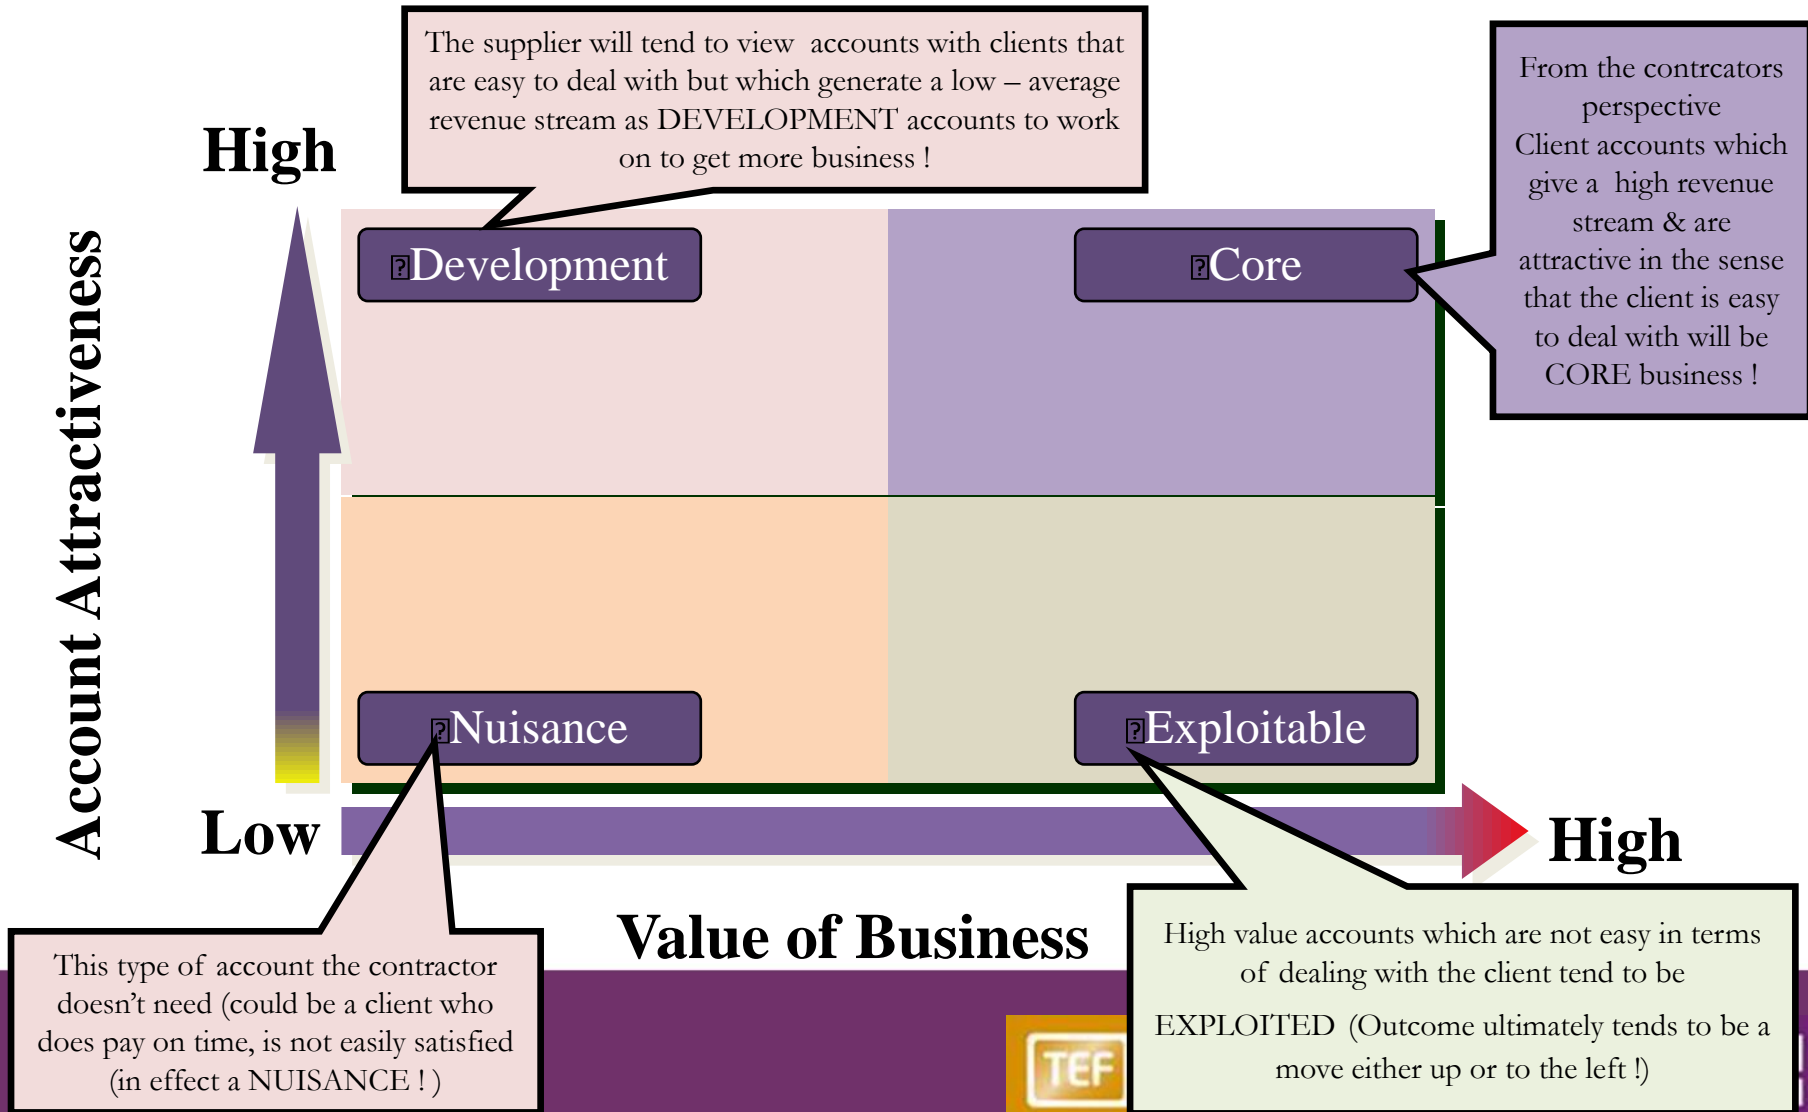 The supplier will tend to view accounts with clients that
are easy to deal with but which generate a low – average
revenue stream as DEVELOPMENT accounts to work
on to get more business !
From the contrcators
perspective
Client accounts which
give a high revenue
stream & are
attractive in the sense
that the client is easy
to deal with will be
CORE business !
High
Account Attractiveness
Development
Core
Nuisance
Exploitable
Low
High
Value of Business
This type of account the contractor
doesn't need (could be a client who
does pay on time, is not easily satisfied
(in effect a NUISANCE ! )
High value accounts which are not easy in terms
of dealing with the client tend to be
EXPLOITED (Outcome ultimately tends to be a
move either up or to the left !)
TEF